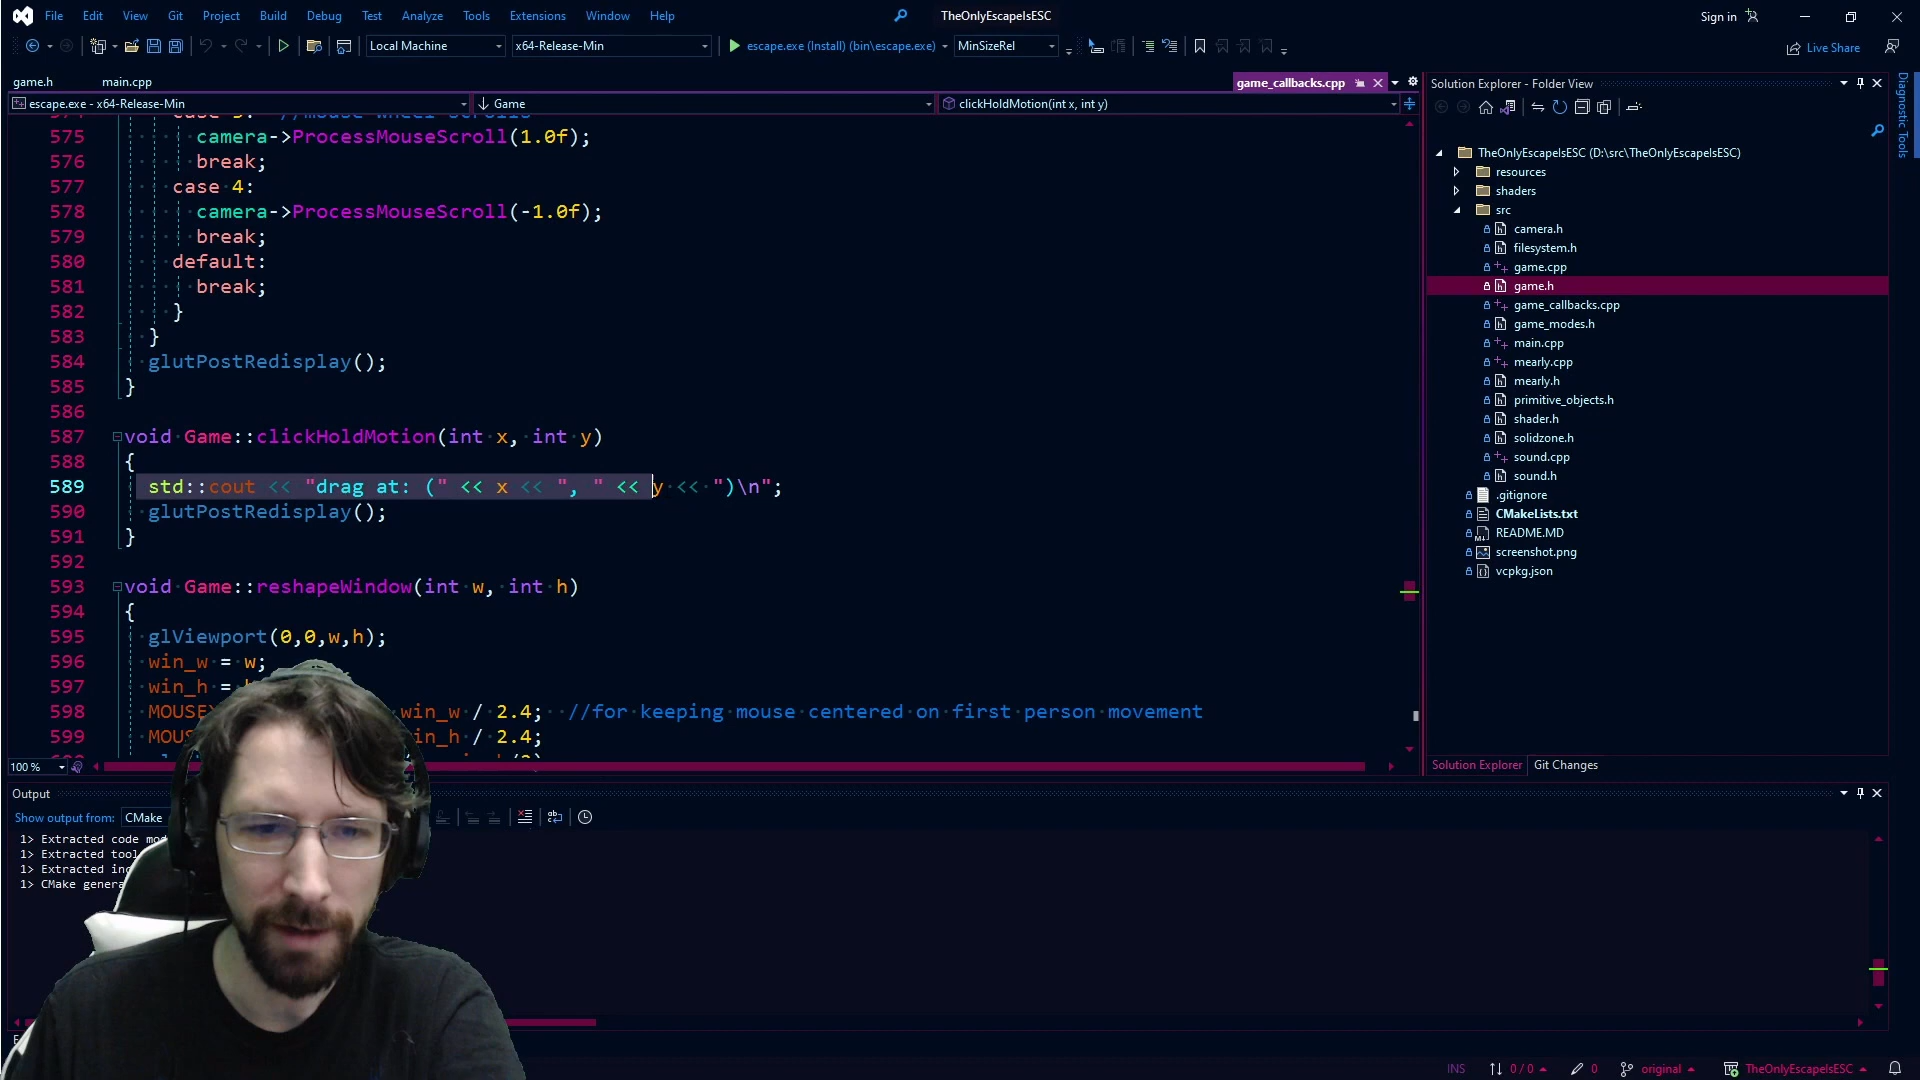 File Edit View Git Project Build Debug Test Analyze Tools Extensions Window Help TheOnlyEscapeIsESC Sign in
Local Machine x64-Release-Min escape.exe (Install) (bin\escape.exe) MinSizeRel Live Share
game.h main.cpp game_callbacks.cpp
escape.exe - x64-Release-Min Game clickHoldMotion(int x, int y)
575 camera->ProcessMouseScroll(1.0f);
576 break;
577 case 4:
578 camera->ProcessMouseScroll(-1.0f);
579 break;
580 default:
581 break;
582 }
583 }
584 glutPostRedisplay();
585 }
586
587 void Game::clickHoldMotion(int x, int y)
588 {
589 std::cout << "drag at: (" << x << ", " << y << ")\n";
590 glutPostRedisplay();
591 }
592
593 void Game::reshapeWindow(int w, int h)
594 {
595 glViewport(0,0,w,h);
596 win_w = w;
597 win_h =
598 win_w / 2.4; //for keeping mouse centered on first person movement
599 win_h / 2.4;
100 %
Output
Show output from: CMake
1> Extracted code
1> Extracted
1> Extracted
1> CMake
Solution Explorer - Folder View
TheOnlyEscapeIsESC (D:\src\TheOnlyEscapeIsESC)
resources
shaders
src
camera.h
filesystem.h
game.cpp
game.h
game_callbacks.cpp
game_modes.h
main.cpp
mearly.cpp
mearly.h
primitive_objects.h
shader.h
solidzone.h
sound.cpp
sound.h
.gitignore
CMakeLists.txt
README.MD
screenshot.png
vcpkg.json
Solution Explorer Git Changes
Diagnostic Tools
INS 0 / 0 0 original TheOnlyEscapeIsESC